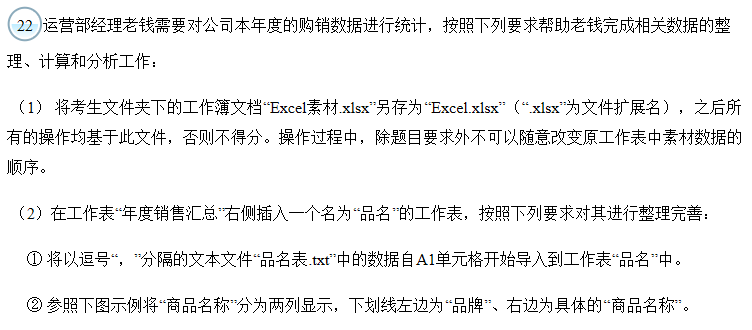 22 运营部经理老钱需要对公司本年度的购销数据进行统计，按照下列要求帮助老钱完成相关数据的整
理、计算和分析工作：
（1） 将考生文件夹下的工作簿文档“Excel素材.xlsx”另存为“Excel.xlsx”（“.xlsx”为文件扩展名），之后所
有的操作均基于此文件，否则不得分。操作过程中，除题目要求外不可以随意改变原工作表中素材数据的
顺序。
（2）在工作表“年度销售汇总”右侧插入一个名为“品名”的工作表，按照下列要求对其进行整理完善：
① 将以逗号“，”分隔的文本文件“品名表.txt”中的数据自A1单元格开始导入到工作表“品名”中。
② 参照下图示例将“商品名称”分为两列显示，下划线左边为“品牌”、右边为具体的“商品名称”。